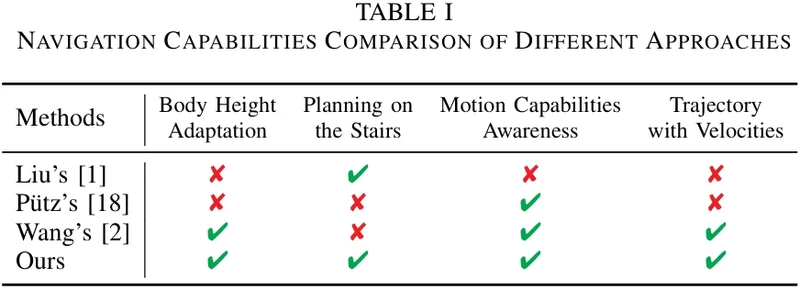 TABLE I
NAVIGATION CAPABILITIES COMPARISON OF DIFFERENT APPROACHES
Methods Body Height Adaptation Planning on the Stairs Motion Capabilities Awareness Trajectory with Velocities
Liu's [1] ✘ ✔ ✘ ✘
Pütz's [18] ✘ ✘ ✔ ✘
Wang's [2] ✔ ✘ ✔ ✔
Ours ✔ ✔ ✔ ✔